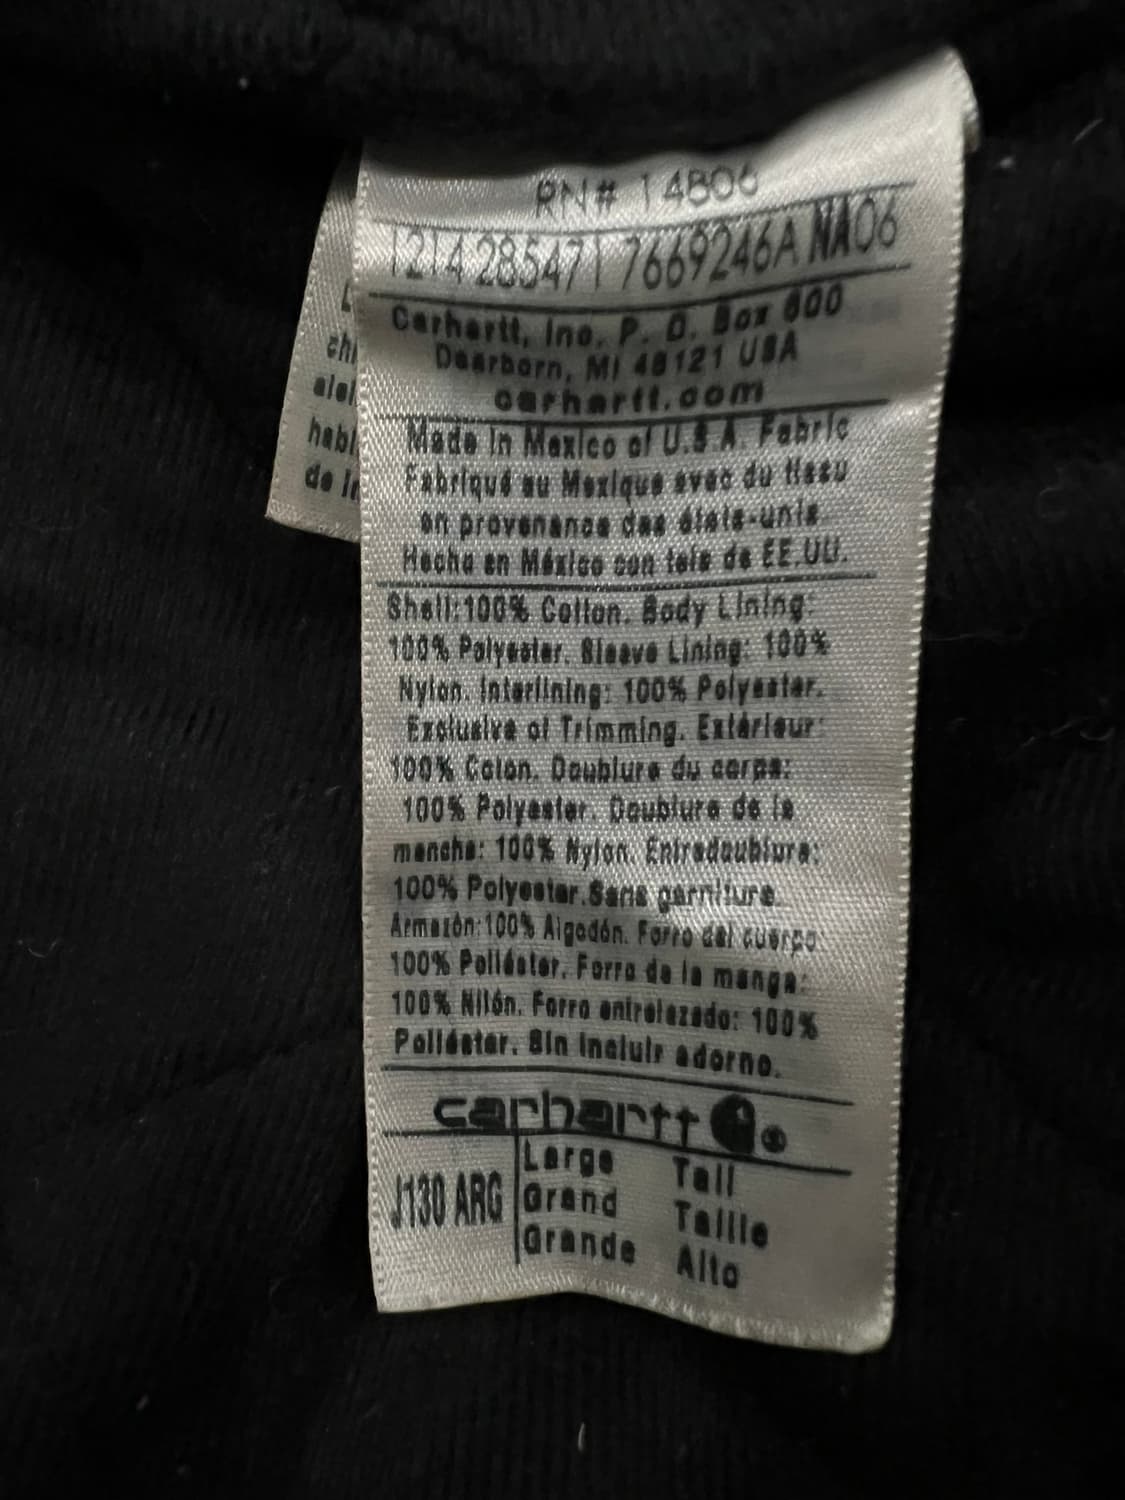 RN# 14806
1214 285471 7669246A NA06
Carhartt, Inc. P. O. Box 600
Dearborn, MI 48121 USA
carhartt.com
Made In Mexico of U.S.A. Fabric
Fabriqué au Mexique avec du tissu
en provenance des états-unis
Hecho en México con tela de EE.UU.
Shell:100% Cotton. Body Lining:
100% Polyester. Sleeve Lining: 100%
Nylon. Interlining: 100% Polyester.
Exclusive of Trimming. Extérieur:
100% Coton. Doublure du corps:
100% Polyester. Doublure de la
manche: 100% Nylon. Entredoublure:
100% Polyester.Sans garniture
Armazón:100% Algodón. Forro del cuerpo
100% Poliéster. Forro de la manga:
100% Nilón. Forro entrelazado: 100%
Poliéster. Sin incluir adorno.
carhartt ®
J130 ARG
Large Tall
Grand Taille
Grande Alto
chi
habl
de in